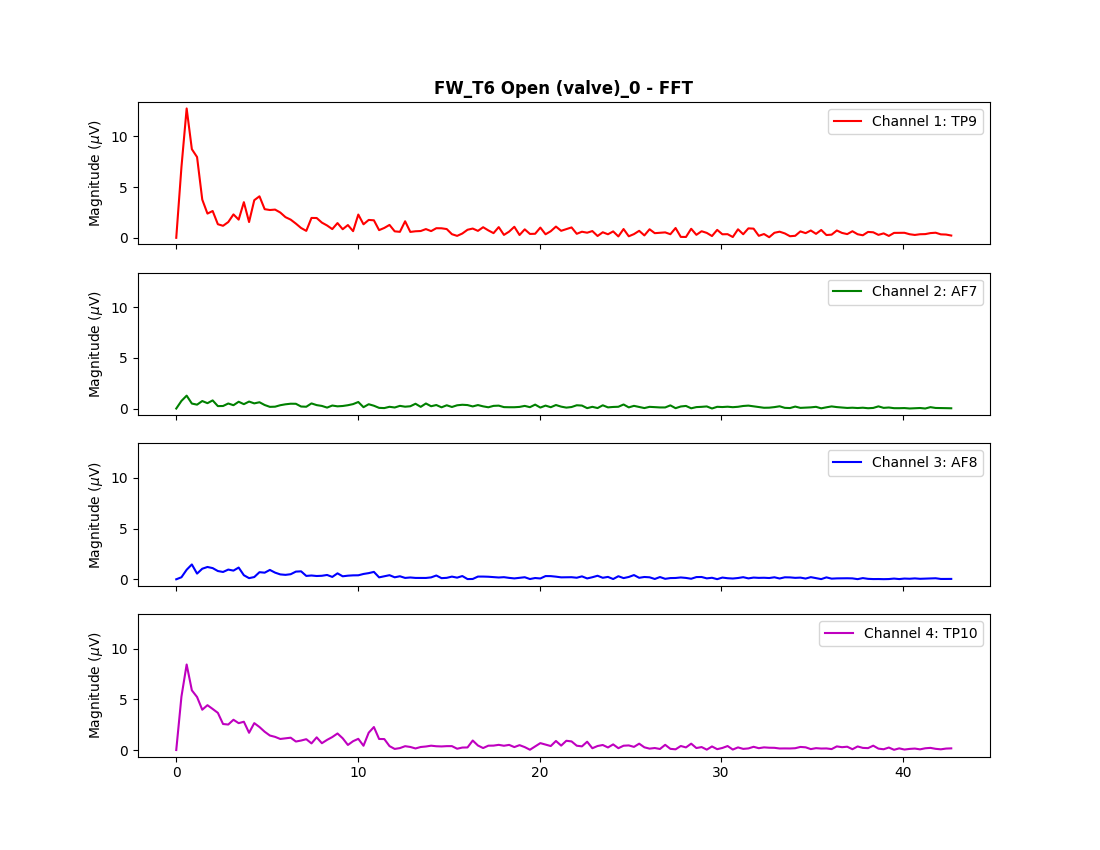 FW_T6 Open (valve)_0 - FFT
Magnitude (μV)
10
5
0
Channel 1: TP9
Magnitude (μV)
10
5
0
Channel 2: AF7
Magnitude (μV)
10
5
0
Channel 3: AF8
Magnitude (μV)
10
5
0
Channel 4: TP10
0 10 20 30 40